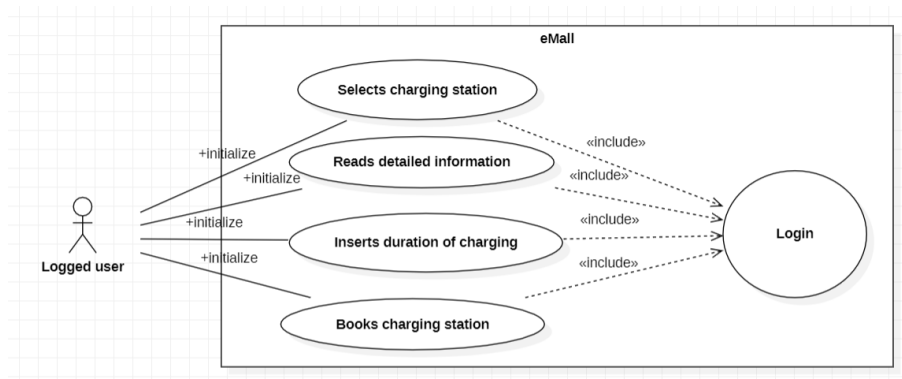 eMall
Selects charging station
«include»
+initialize
Reads detailed information
«include»
+initialize
+initialize
«include»
Logged user
Inserts duration of charging
Login
+initialize
«include»
Books charging station